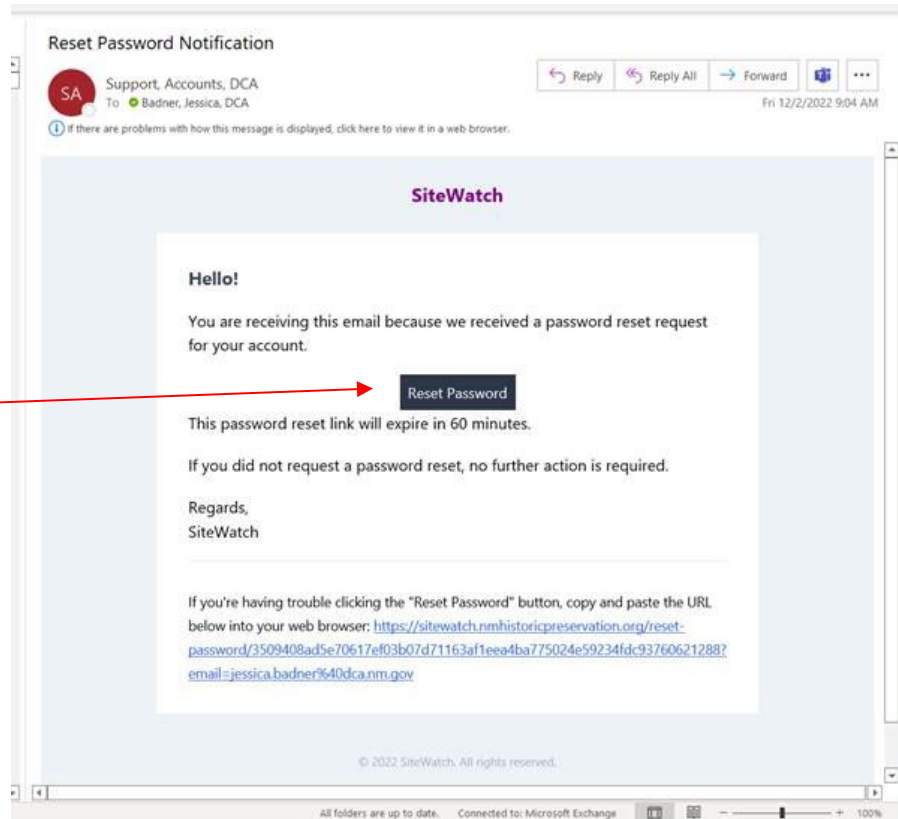 Reset Password Notification
SA
Support, Accounts, DCA
To Badner, Jessica, DCA
Reply
Reply All
Forward
Fri 12/2/2022 9:04 AM
If there are problems with how this message is displayed, click here to view it in a web browser.
SiteWatch
Hello!
You are receiving this email because we received a password reset request
for your account.
Reset Password
This password reset link will expire in 60 minutes.
If you did not request a password reset, no further action is required.
Regards,
SiteWatch
If you're having trouble clicking the "Reset Password" button, copy and paste the URL
below into your web browser: https://sitewatch.nmhistoricpreservation.org/reset-
password/3509408ad5e70617ef03b07d71163af1eea4ba775024e59234fdc93760621288?
email=jessica.badner%40dca.nm.gov
© 2022 SiteWatch. All rights reserved.
All folders are up to date. Connected to: Microsoft Exchange
100%